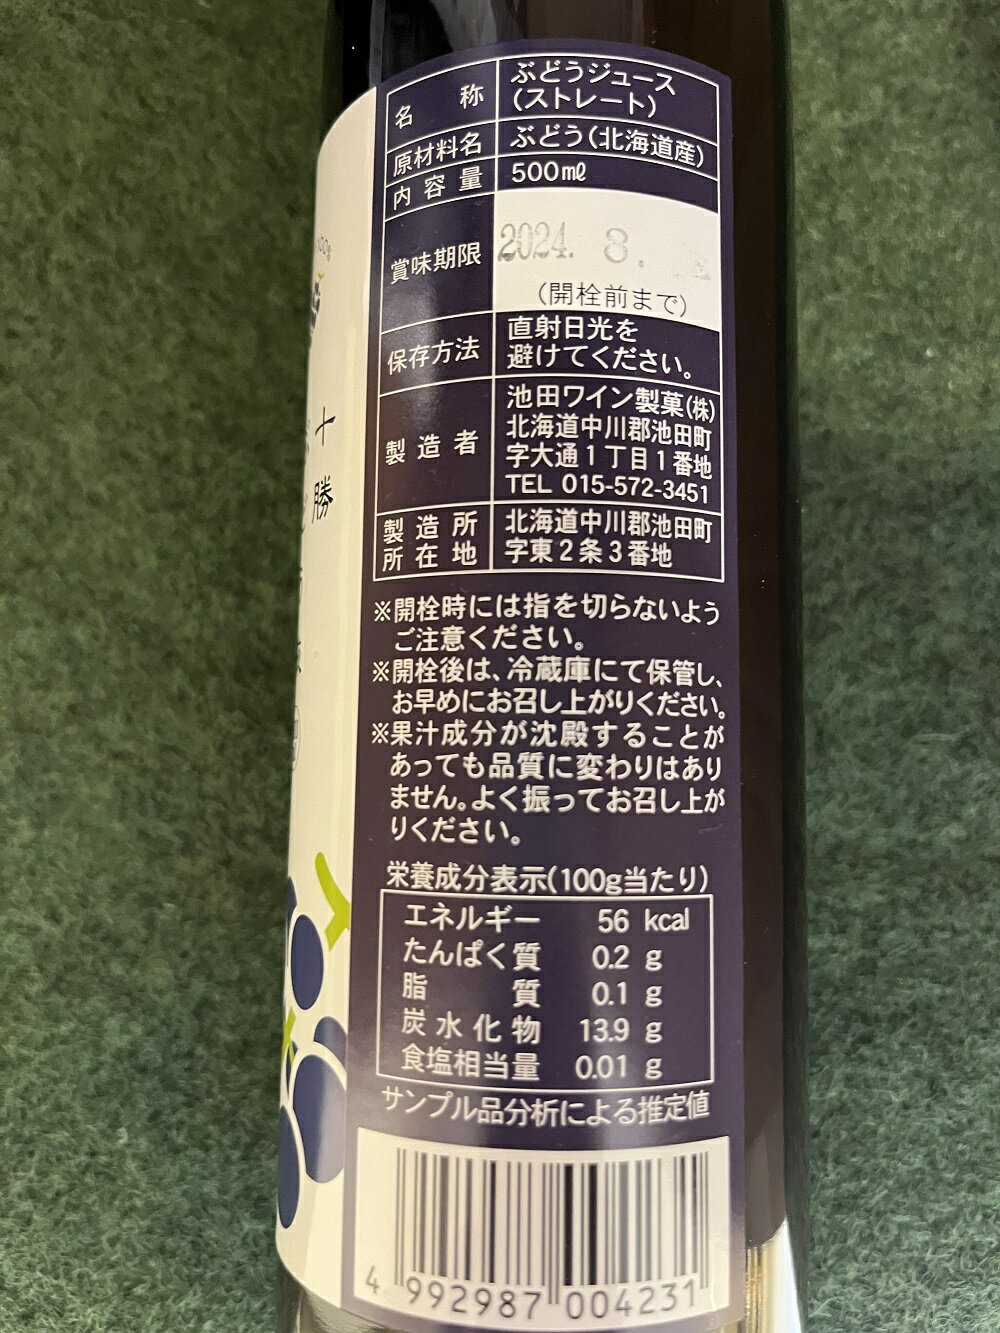 名称 ぶどうジュース
(ストレート)
原材料名 ぶどう(北海道産)
内容量 500mℓ
賞味期限 2024. 8.
(開栓前まで)
保存方法 直射日光を
避けてください。
製造者 池田ワイン製菓(株)
北海道中川郡池田町
字大通1丁目1番地
TEL 015-572-3451
製造所所在地 北海道中川郡池田町
字東2条3番地
※開栓時には指を切らないよう
ご注意ください。
※開栓後は、冷蔵庫にて保管し、
お早めにお召し上がりください。
※果汁成分が沈殿することが
あっても品質に変わりはあり
ません。よく振ってお召し上が
りください。
栄養成分表示(100g当たり)
エネルギー 56 kcal
たんぱく質 0.2 g
脂質 0.1 g
炭水化物 13.9 g
食塩相当量 0.01 g
サンプル品分析による推定値
4 992987 004231
十勝
100%